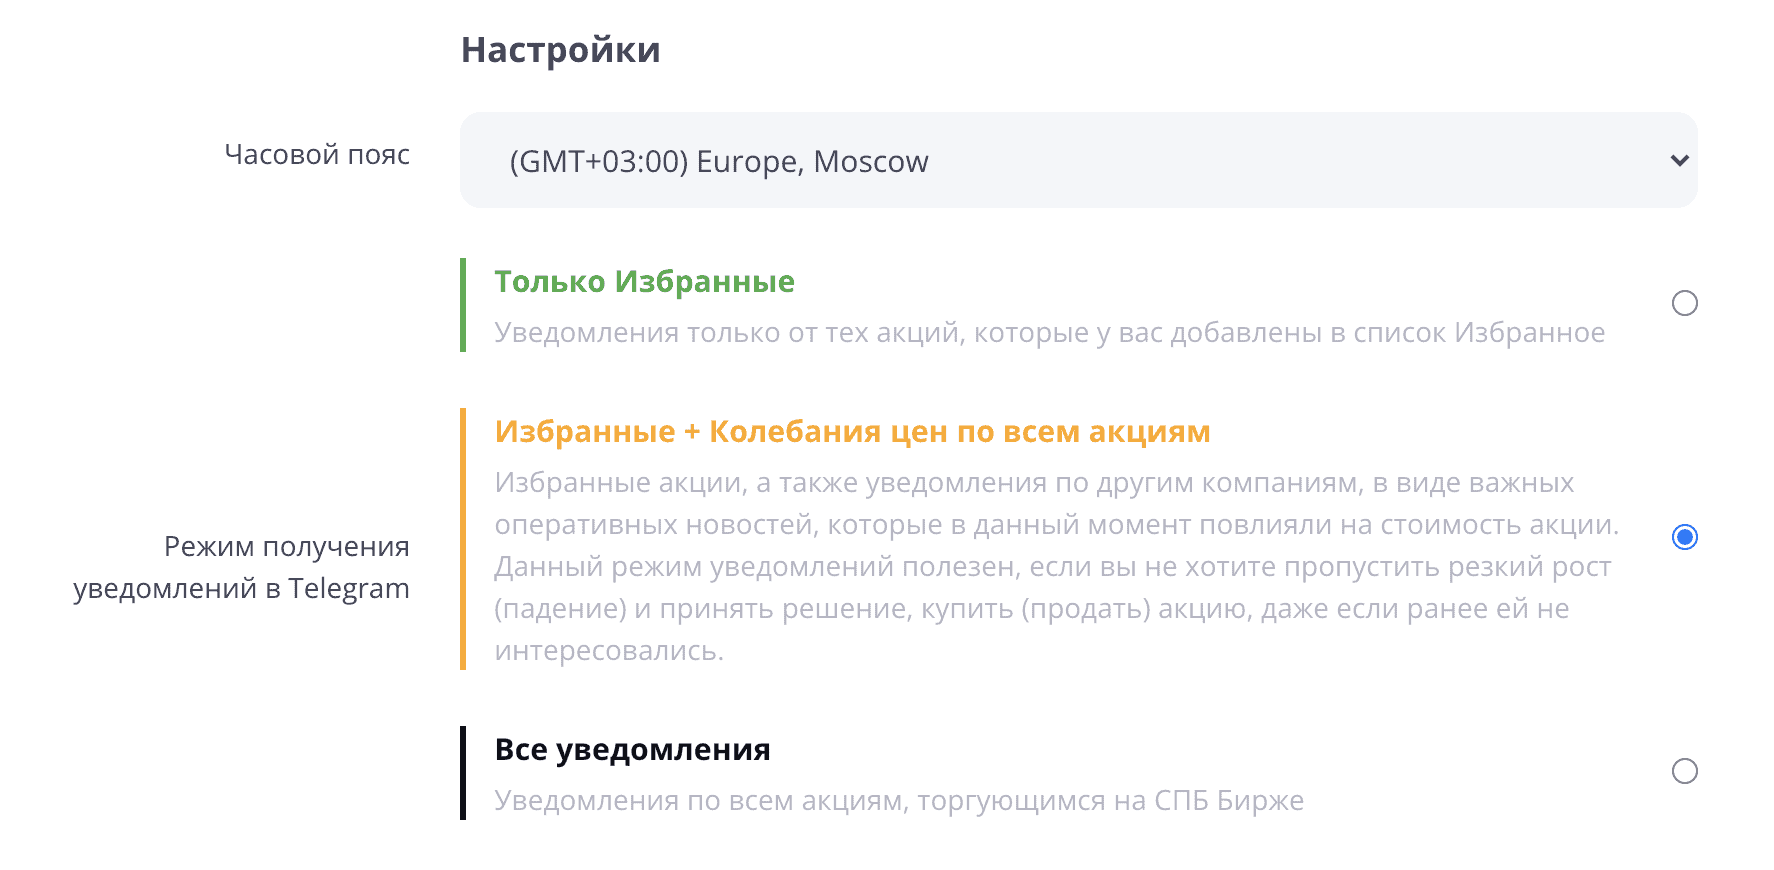 Настройки
Часовой пояс
(GMT+03:00) Europe, Moscow
Режим получения
уведомлений в Telegram
Только Избранные
Уведомления только от тех акций, которые у вас добавлены в список Избранное
Избранные + Колебания цен по всем акциям
Избранные акции, а также уведомления по другим компаниям, в виде важных
оперативных новостей, которые в данный момент повлияли на стоимость акции.
Данный режим уведомлений полезен, если вы не хотите пропустить резкий рост
(падение) и принять решение, купить (продать) акцию, даже если ранее ей не
интересовались.
Все уведомления
Уведомления по всем акциям, торгующимся на СПБ Бирже